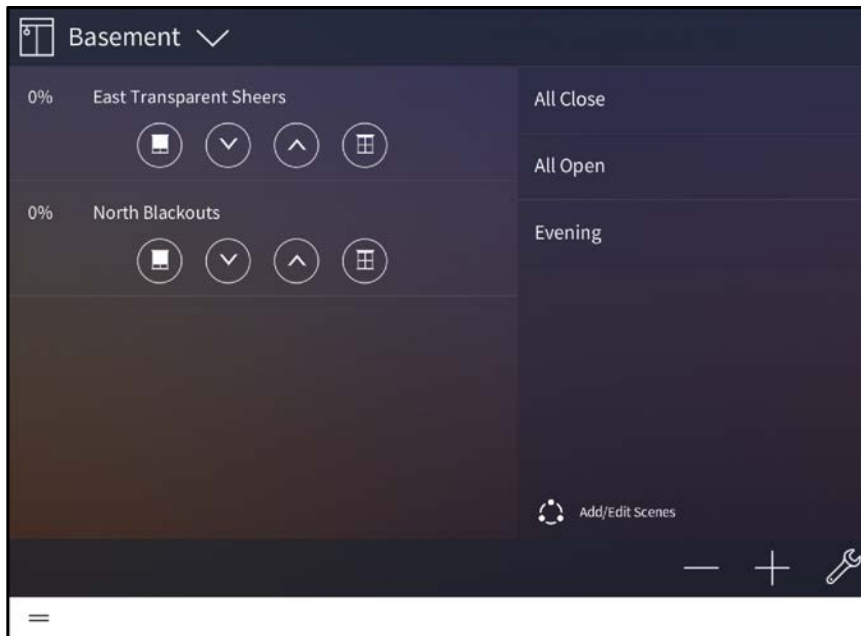 Basement
0% East Transparent Sheers
0% North Blackouts
All Close
All Open
Evening
Add/Edit Scenes